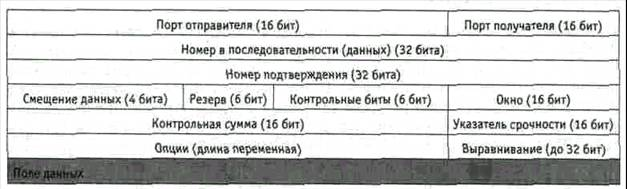 Порт отправителя (16 бит) Порт получателя (16 бит)
Номер в последовательности (данных) (32 бита)
Номер подтверждения (32 бита)
Смещение данных (4 бита) Резерв (6 бит) Контрольные биты (6 бит) Окно (16 бит)
Контрольная сумма (16 бит) Указатель срочности (16 бит)
Опции (длина переменная) Выравнивание (до 32 бит)
Поле данных